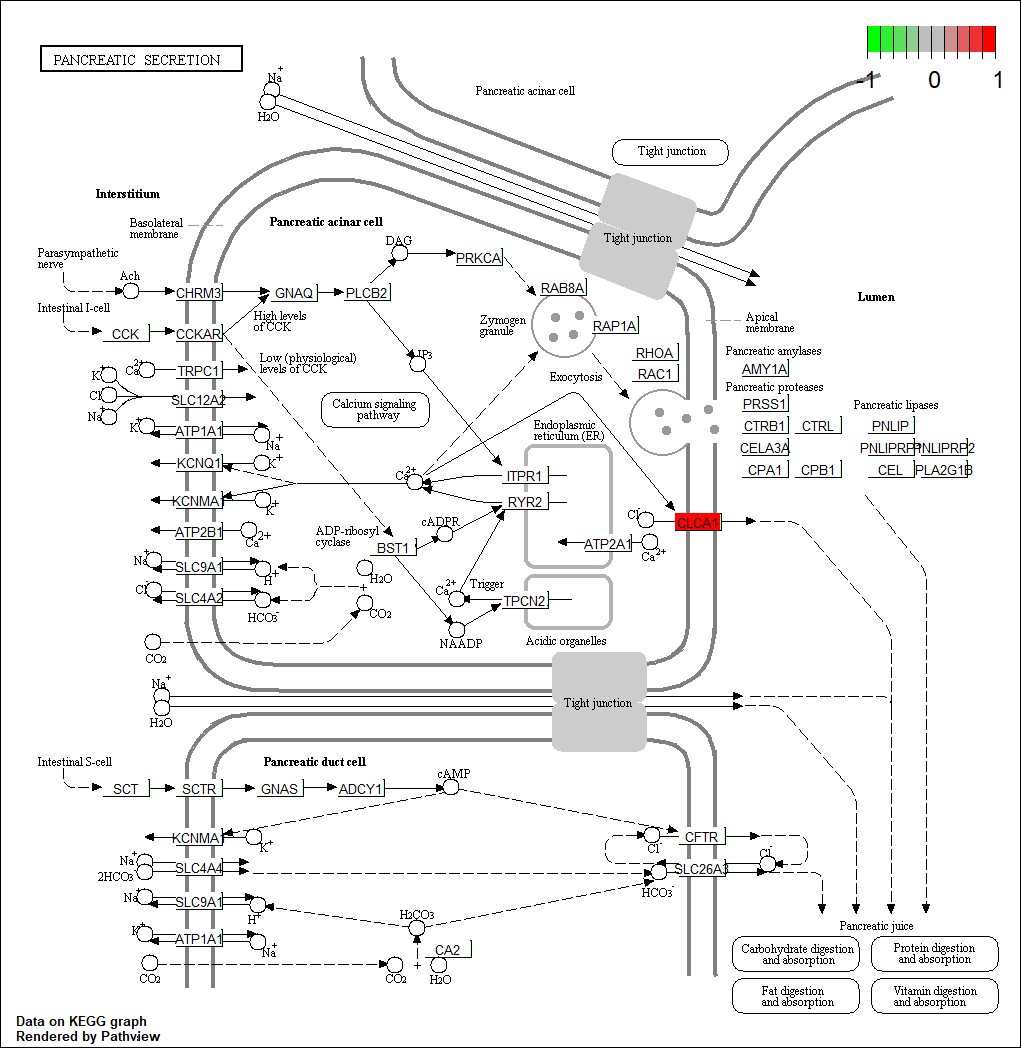 PANCREATIC SECRETION
-1 0 1
Na+
H2O
Pancreatic acinar cell
Tight junction
Interstitium
Basolateral
membrane
Pancreatic acinar cell
Tight junction
Parasympathetic
nerve
DAG
PRKCA
Ach
CHRM3
GNAQ
PLCB2
RAB8A
Lumen
Intestinal I-cell
High levels
of CCK
Zymogen
granule
RAP1A
Apical
membrane
CCK
CCKAR
IP3
RHOA
Pancreatic amylases
Low (physiological)
levels of CCK
Ca2+
TRPC1
Exocytosis
RAC1
AMY1A
K+
Pancreatic proteases
Cl-
SLC12A2
Calcium signaling
pathway
PRSS1
Pancreatic lipases
Na+
K+
ATP1A1
Na+
Endoplasmic
reticulum (ER)
CTRB1
CTRL
PNLIP
CELA3A
PNLIPRP1
PNLIPRP2
KCNQ1
K+
Ca2+
ITPR1
CPA1
CPB1
CEL
PLA2G1B
KCNMA1
K+
RYR2
ATP2B1
Ca2+
ADP-ribosyl
cyclase
cADPR
Cl-
CLCA1
BST1
ATP2A1
Ca2+
Na+
SLC9A1
H+
H2O
+
Cl-
SLC4A2
HCO3-
CO2
Ca2+
Trigger
TPCN2
CO2
NAADP
Acidic organelles
Na+
H2O
Tight junction
Intestinal S-cell
Pancreatic duct cell
cAMP
SCT
SCTR
GNAS
ADCY1
KCNMA1
K+
Cl-
CFTR
Na+
2HCO3-
SLC4A4
HCO3-
SLC26A3
Cl-
Na+
SLC9A1
H+
H2CO3
Pancreatic juice
K+
ATP1A1
Na+
CA2
CO2
CO2
+
H2O
Carbohydrate digestion
and absorption
Protein digestion
and absorption
Fat digestion
and absorption
Vitamin digestion
and absorption
Data on KEGG graph
Rendered by Pathview